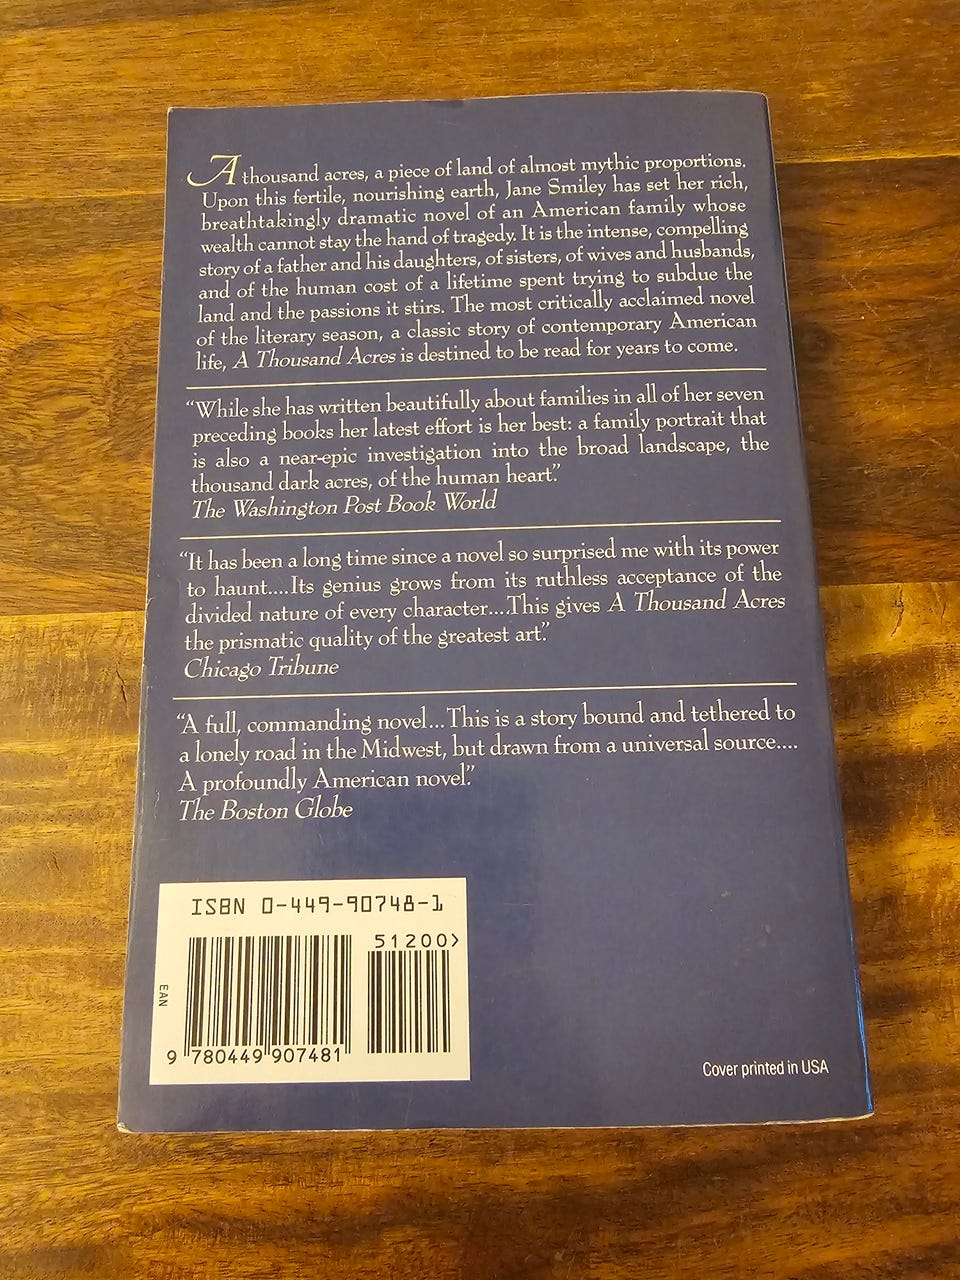 A thousand acres, a piece of land of almost mythic proportions.
Upon this fertile, nourishing earth, Jane Smiley has set her rich,
breathtakingly dramatic novel of an American family whose
wealth cannot stay the hand of tragedy. It is the intense, compelling
story of a father and his daughters, of sisters, of wives and husbands,
and of the human cost of a lifetime spent trying to subdue the
land and the passions it stirs. The most critically acclaimed novel
of the literary season, a classic story of contemporary American
life, A Thousand Acres is destined to be read for years to come.
“While she has written beautifully about families in all of her seven
preceding books her latest effort is her best: a family portrait that
is also a near-epic investigation into the broad landscape, the
thousand dark acres, of the human heart.”
The Washington Post Book World
“It has been a long time since a novel so surprised me with its power
to haunt....Its genius grows from its ruthless acceptance of the
divided nature of every character....This gives A Thousand Acres
the prismatic quality of the greatest art.”
Chicago Tribune
“A full, commanding novel...This is a story bound and tethered to
a lonely road in the Midwest, but drawn from a universal source....
A profoundly American novel.”
The Boston Globe
ISBN 0-449-90748-1
51200>
EAN
9 780449 907481
Cover printed in USA